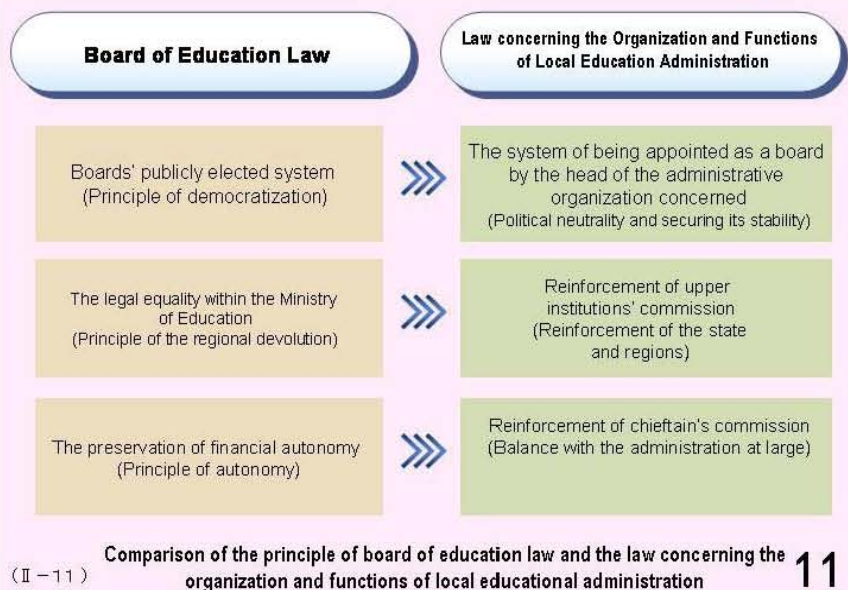 Board of Education Law
Law concerning the Organization and Functions
of Local Education Administration
Boards' publicly elected system
(Principle of democratization)
The system of being appointed as a board
by the head of the administrative
organization concerned
(Political neutrality and securing its stability)
The legal equality within the Ministry
of Education
(Principle of the regional devolution)
Reinforcement of upper
institutions' commission
(Reinforcement of the state
and regions)
The preservation of financial autonomy
(Principle of autonomy)
Reinforcement of chieftain's commission
(Balance with the administration at large)
(Ⅱ-11)
Comparison of the principle of board of education law and the law concerning the
organization and functions of local educational administration
11